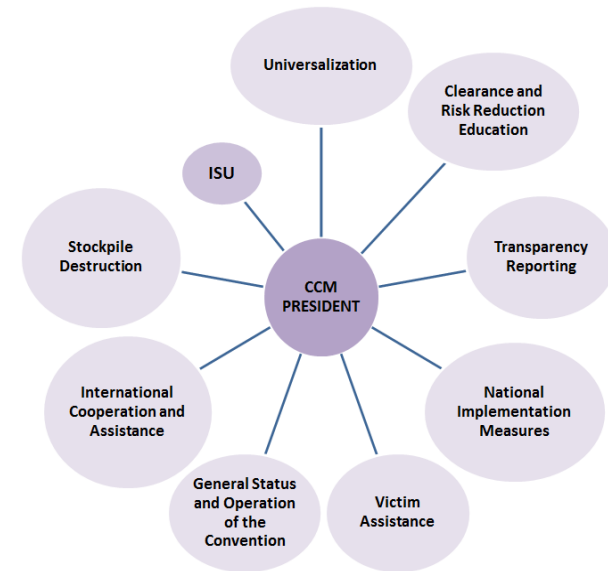 Universalization
Clearance and
Risk Reduction
Education
ISU
Stockpile
Destruction
Transparency
Reporting
CCM
PRESIDENT
International
Cooperation and
Assistance
National
Implementation
Measures
General Status
and Operation
of the
Convention
Victim
Assistance